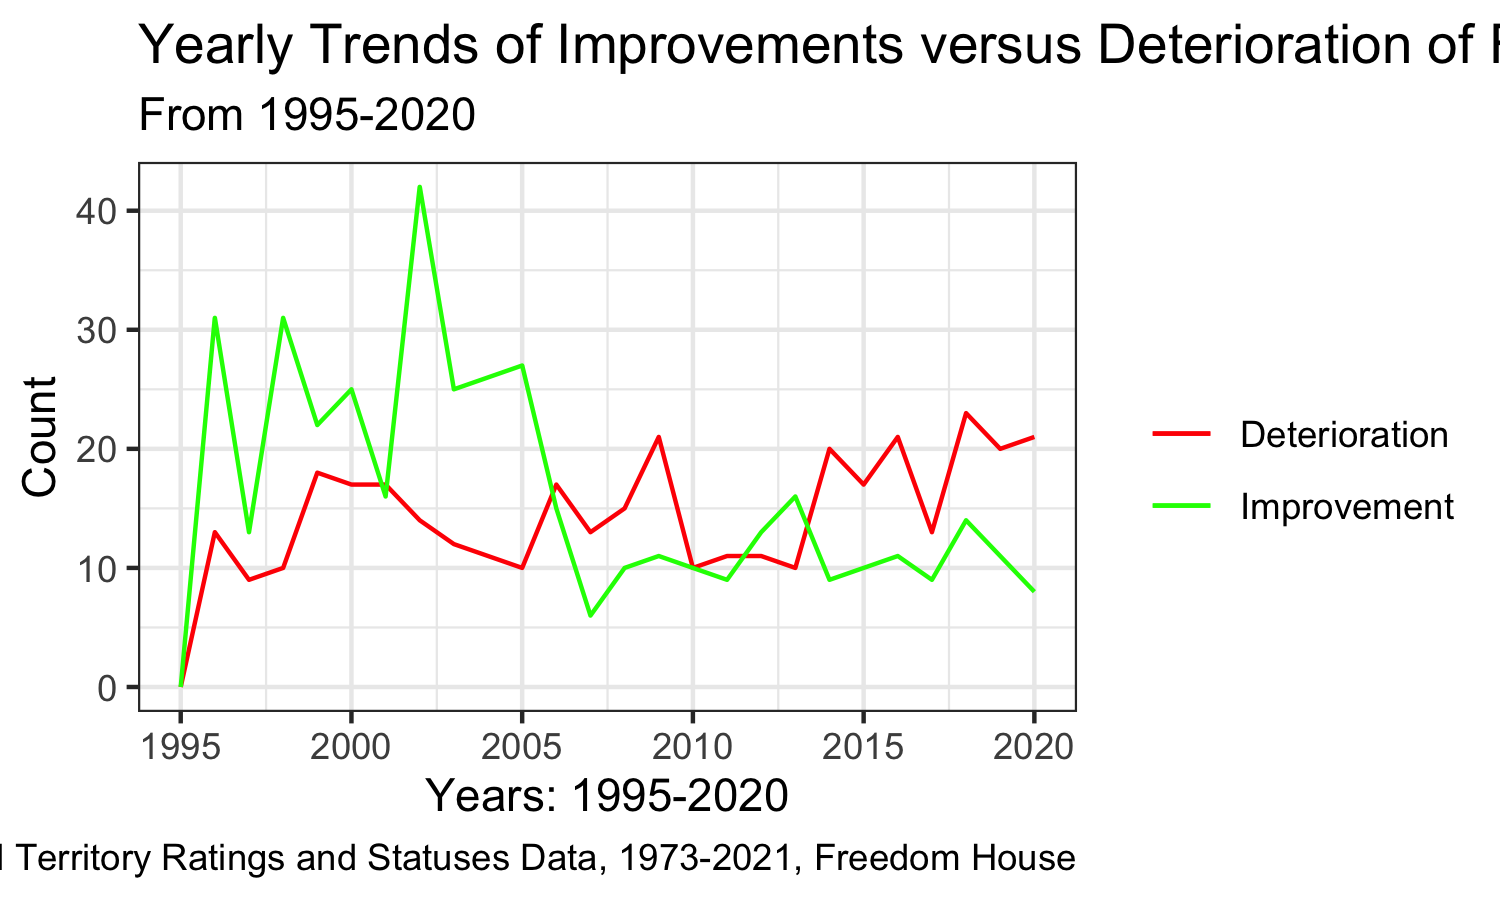 Yearly Trends of Improvements versus Deterioration of
From 1995-2020
Count
40
30
20
10
0
Deterioration
Improvement
1995 2000 2005 2010 2015 2020
Years: 1995-2020
Territory Ratings and Statuses Data, 1973-2021, Freedom House